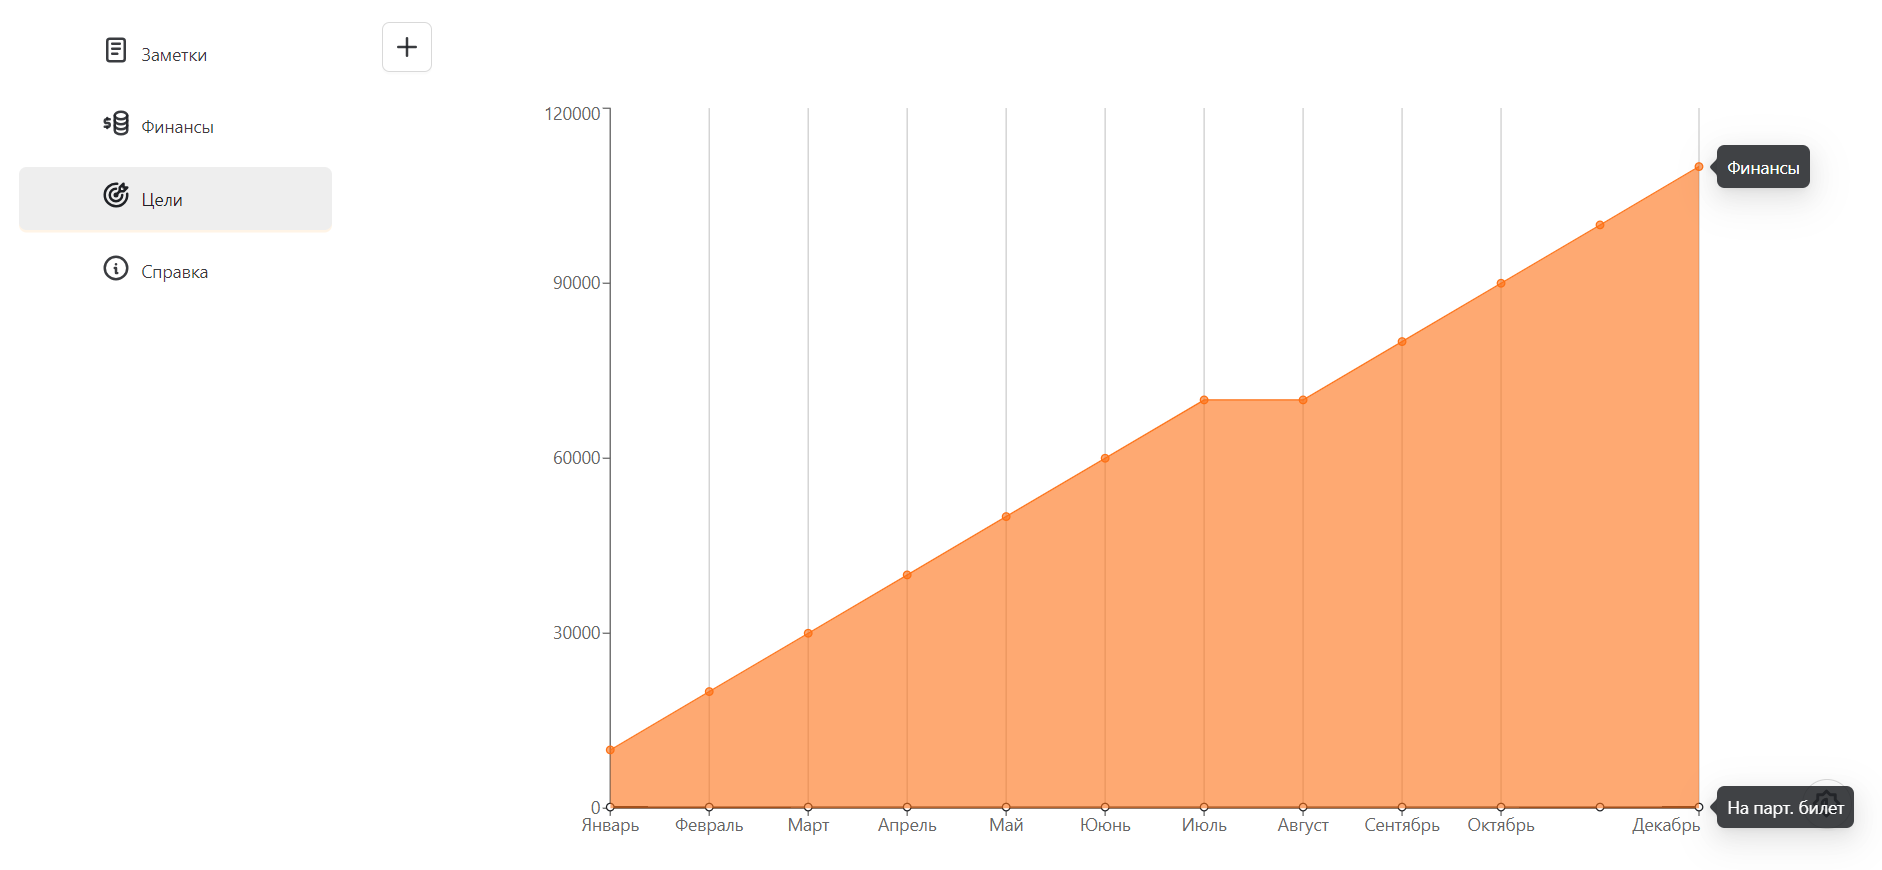 Заметки
Финансы
Цели
Справка
120000
90000
60000
30000
0
Январь Февраль Март Апрель Май Ююнь Июль Август Сентябрь Октябрь Декабрь
Финансы
На парт. билет